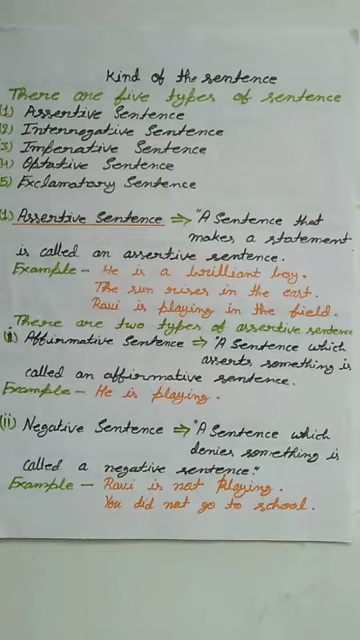 Kind of the sentence
There are five types of sentence
(1) Assertive Sentence
(2) Interrogative Sentence
(3) Imperative Sentence
(4) Optative Sentence
(5) Exclamatory Sentence
(1) Assertive Sentence ⇒ "A Sentence that
makes a statement
is called an assertive sentence.
Example - He is a brilliant boy.
The sun rises in the east.
Ravi is playing in the field.
There are two types of assertive sentence
(i) Affirmative Sentence ⇒ "A Sentence which
asserts something is
called an affirmative sentence.
Example - He is playing.
(ii) Negative Sentence ⇒ "A Sentence which
denies something is
called a negative sentence."
Example - Ravi is not Playing.
You did not go to school.